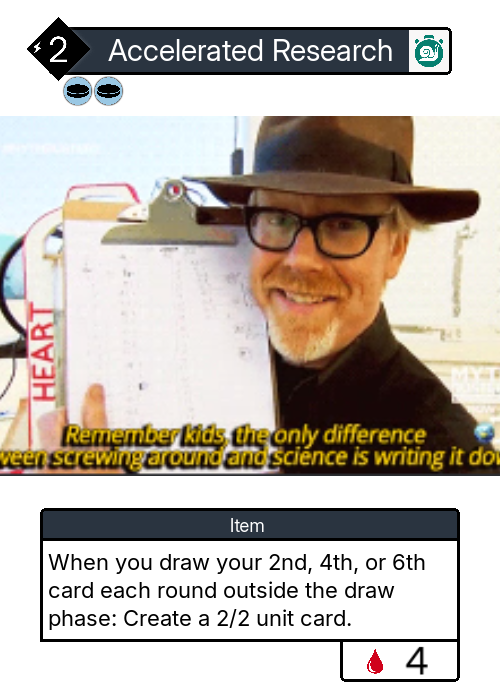 2 Accelerated Research
HEART
MYT
Remember kids, the only difference
ween screwing around and science is writing it dow
Item
When you draw your 2nd, 4th, or 6th
card each round outside the draw
phase: Create a 2/2 unit card.
4